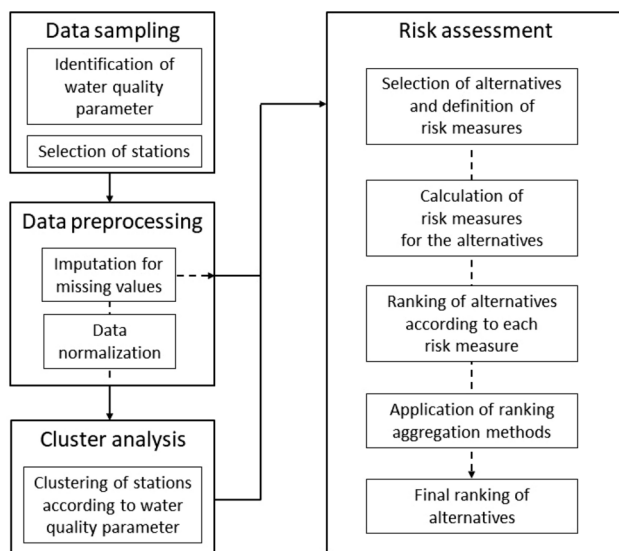 Data sampling
Identification of
water quality
parameter
Selection of stations
Data preprocessing
Imputation for
missing values
Data
normalization
Cluster analysis
Clustering of stations
according to water
quality parameter
Risk assessment
Selection of alternatives
and definition of
risk measures
Calculation of
risk measures
for the alternatives
Ranking of alternatives
according to each
risk measure
Application of ranking
aggregation methods
Final ranking of
alternatives